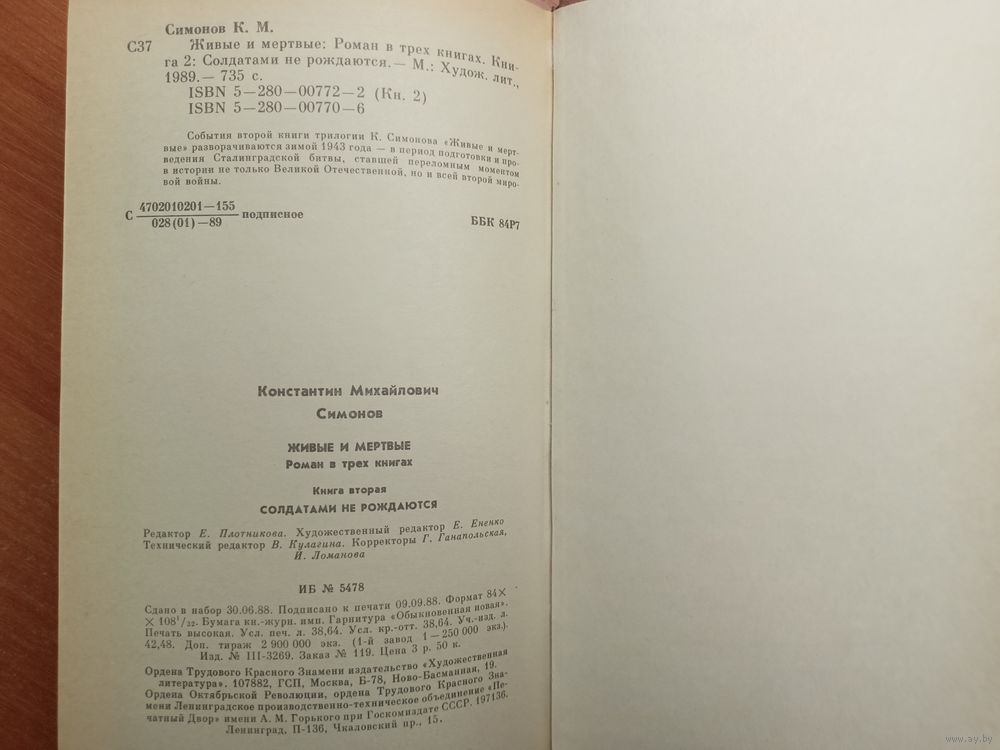 Симонов К. М.
С37 Живые и мертвые: Роман в трех книгах. Кни-
га 2: Солдатами не рождаются.— М.: Худож. лит.,
1989.— 735 с.
ISBN 5—280—00772—2 (Кн. 2)
ISBN 5—280—00770—6
События второй книги трилогии К. Симонова «Живые и мерт-
вые» разворачиваются зимой 1943 года — в период подготовки и про-
ведения Сталинградской битвы, ставшей переломным моментом
в истории не только Великой Отечественной, но и всей второй миро-
вой войны.
4702010201—155
С подписное
028(01)—89
ББК 84Р7
Константин Михайлович
Симонов
ЖИВЫЕ И МЕРТВЫЕ
Роман в трех книгах
Книга вторая
СОЛДАТАМИ НЕ РОЖДАЮТСЯ
Редактор Е. Плотникова. Художественный редактор Е. Ененко
Технический редактор В. Кулагина. Корректоры Г. Ганапольская,
И. Ломанова
ИБ № 5478
Сдано в набор 30.06.88. Подписано к печати 09.09.88. Формат 84×
×108¹/₃₂. Бумага кн.-журн. имп. Гарнитура «Обыкновенная новая».
Печать высокая. Усл. печ. л. 38,64. Усл. кр.-отт. 38,64. Уч.-изд. л.
42,48. Доп. тираж 2 900 000 экз. (1-й завод 1—250 000 экз.).
Изд. № III-3269. Заказ № 119. Цена 3 р. 50 к.
Ордена Трудового Красного Знамени издательство «Художественная
литература». 107882, ГСП, Москва, Б-78, Ново-Басманная, 19.
Ордена Октябрьской Революции, ордена Трудового Красного Зна-
мени Ленинградское производственно-техническое объединение «Пе-
чатный Двор» имени А. М. Горького при Госкомиздате СССР. 197136,
Ленинград, П-136, Чкаловский пр., 15.
www.ay.by